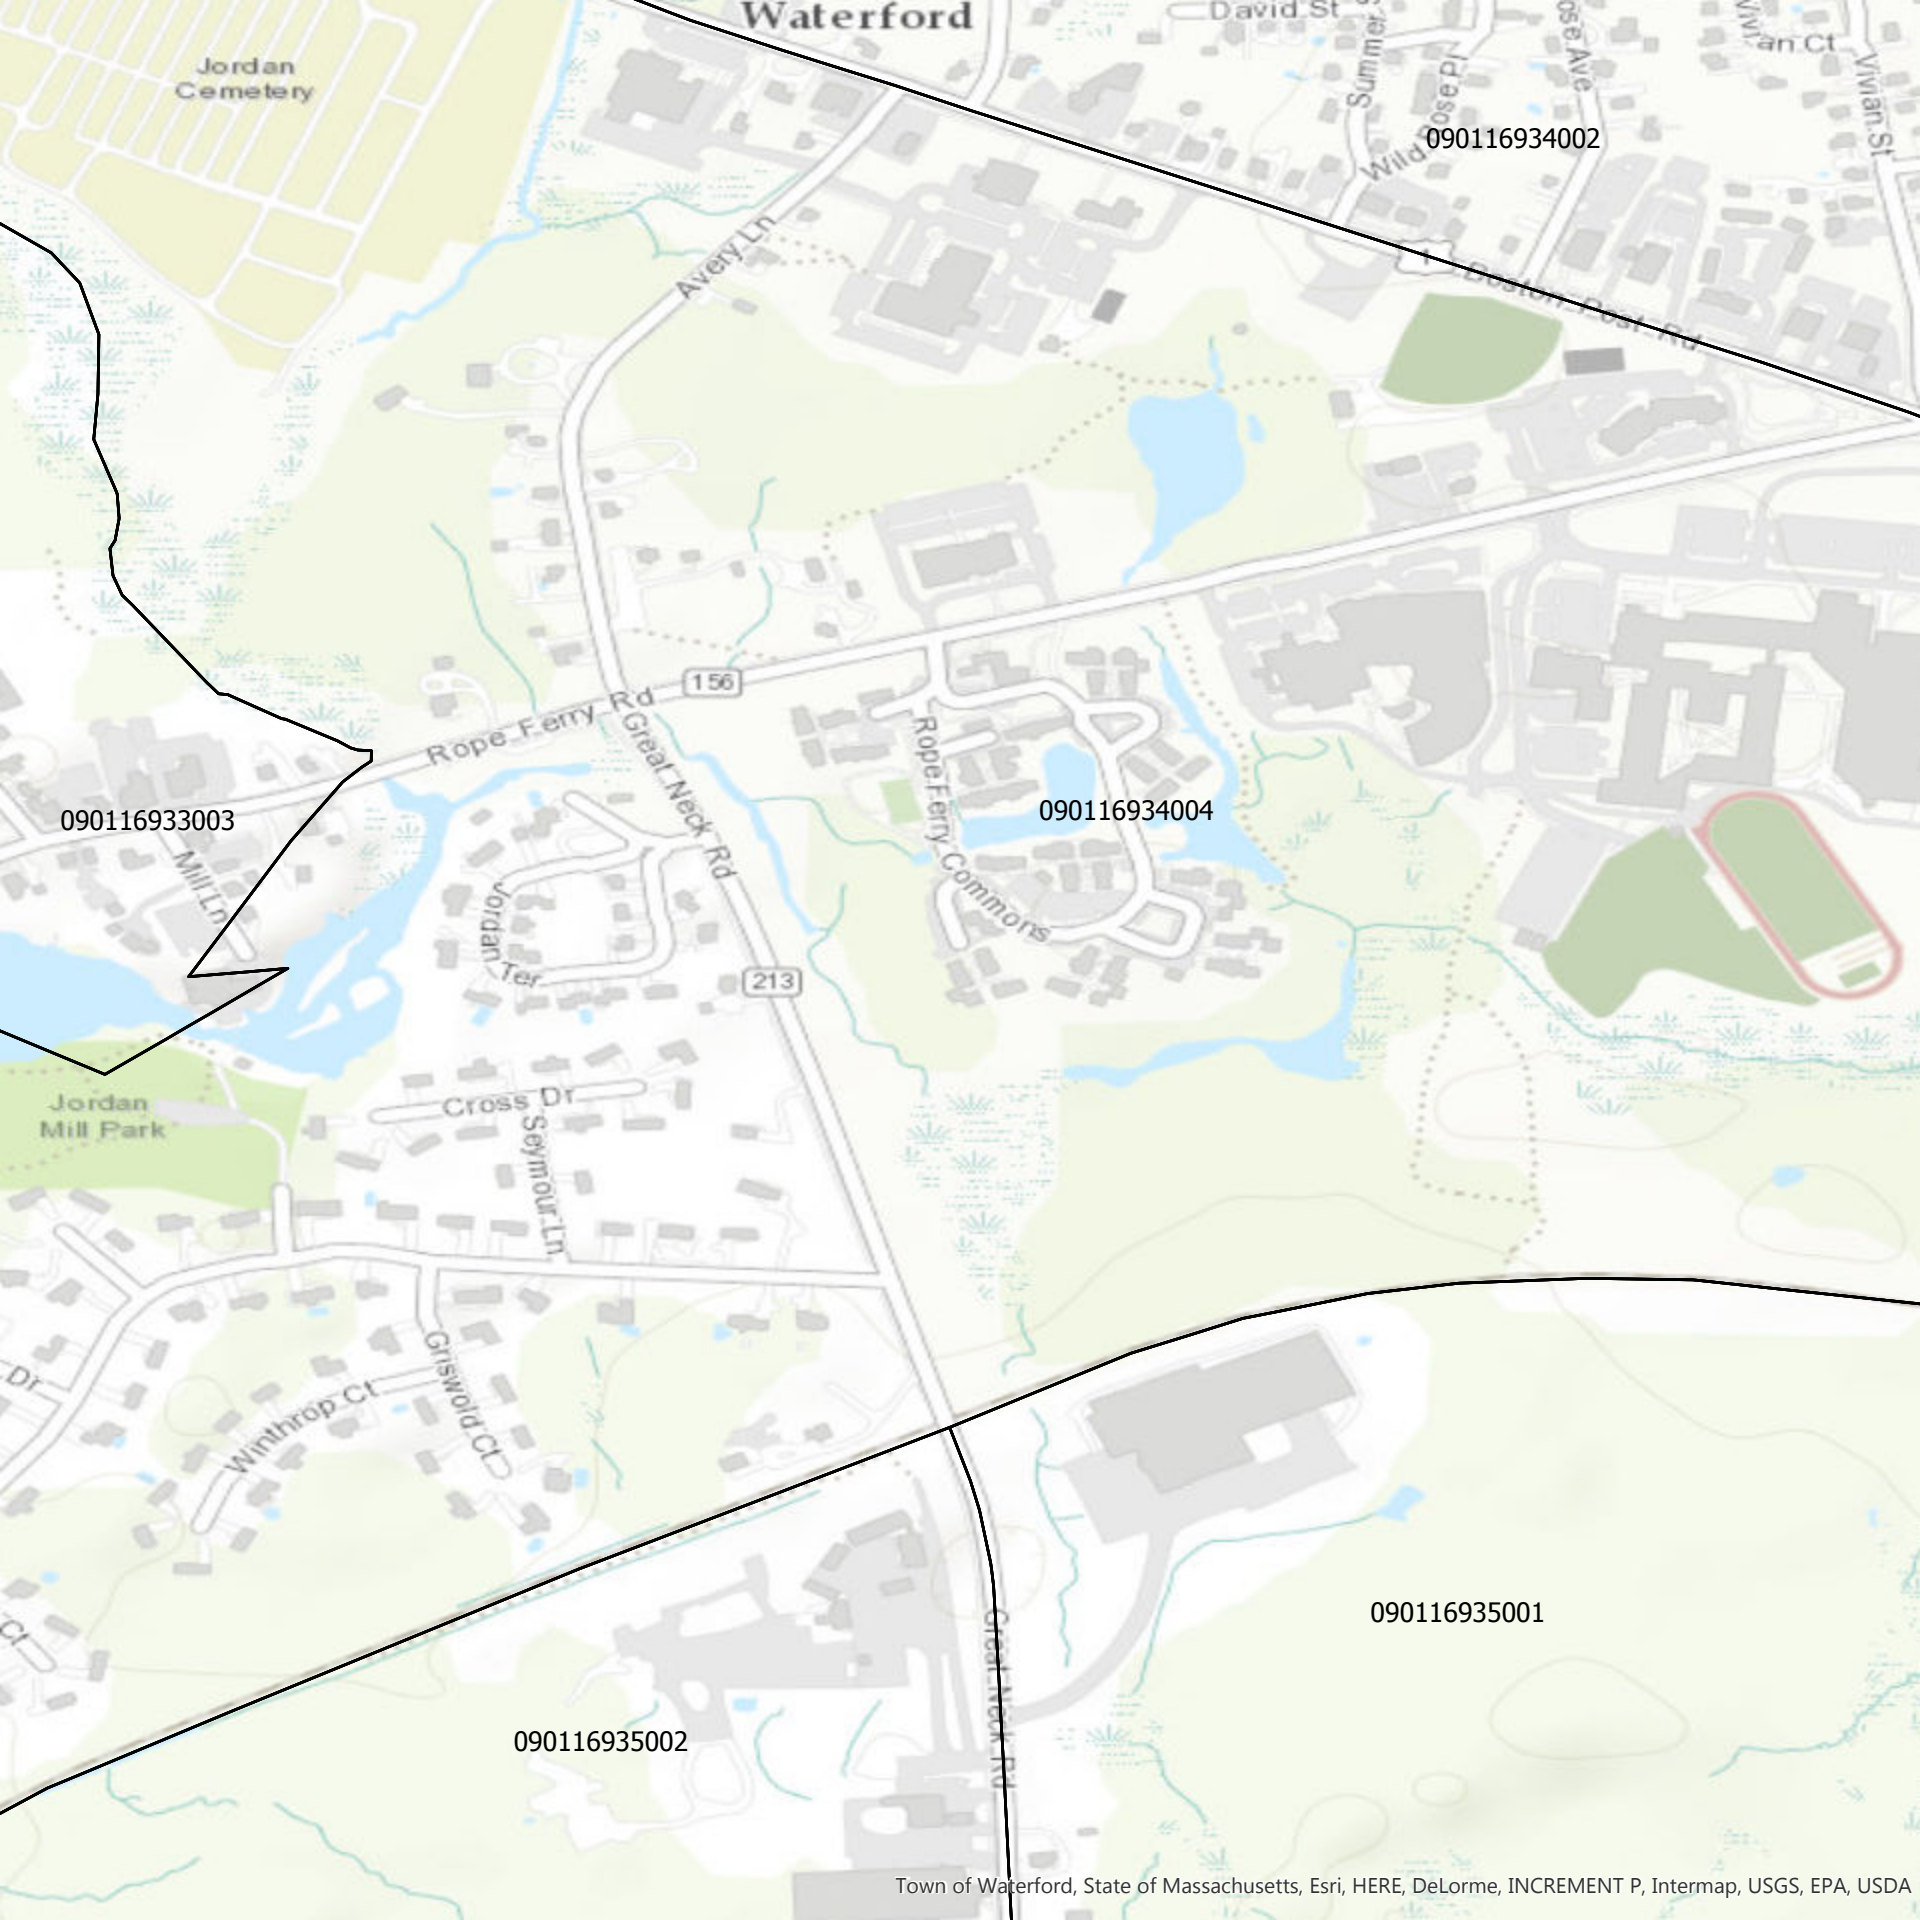 Waterford
David St
Summer S
ose Ave
Vivi
an Ct
Vivian St
Jordan
Cemetery
Wild Rose Pl
090116934002
Avery Ln
1
Boston Post Rd
156
Rope Ferry Rd
Great Neck Rd
Rope Ferry Commons
090116934004
090116933003
Mill Ln
Jordan Ter
213
Jordan
Mill Park
Cross Dr
Seymour Ln
Griswold Ct
Dr
Winthrop Ct
Ct
090116935001
Great Neck Rd
090116935002
Town of Waterford, State of Massachusetts, Esri, HERE, DeLorme, INCREMENT P, Intermap, USGS, EPA, USDA